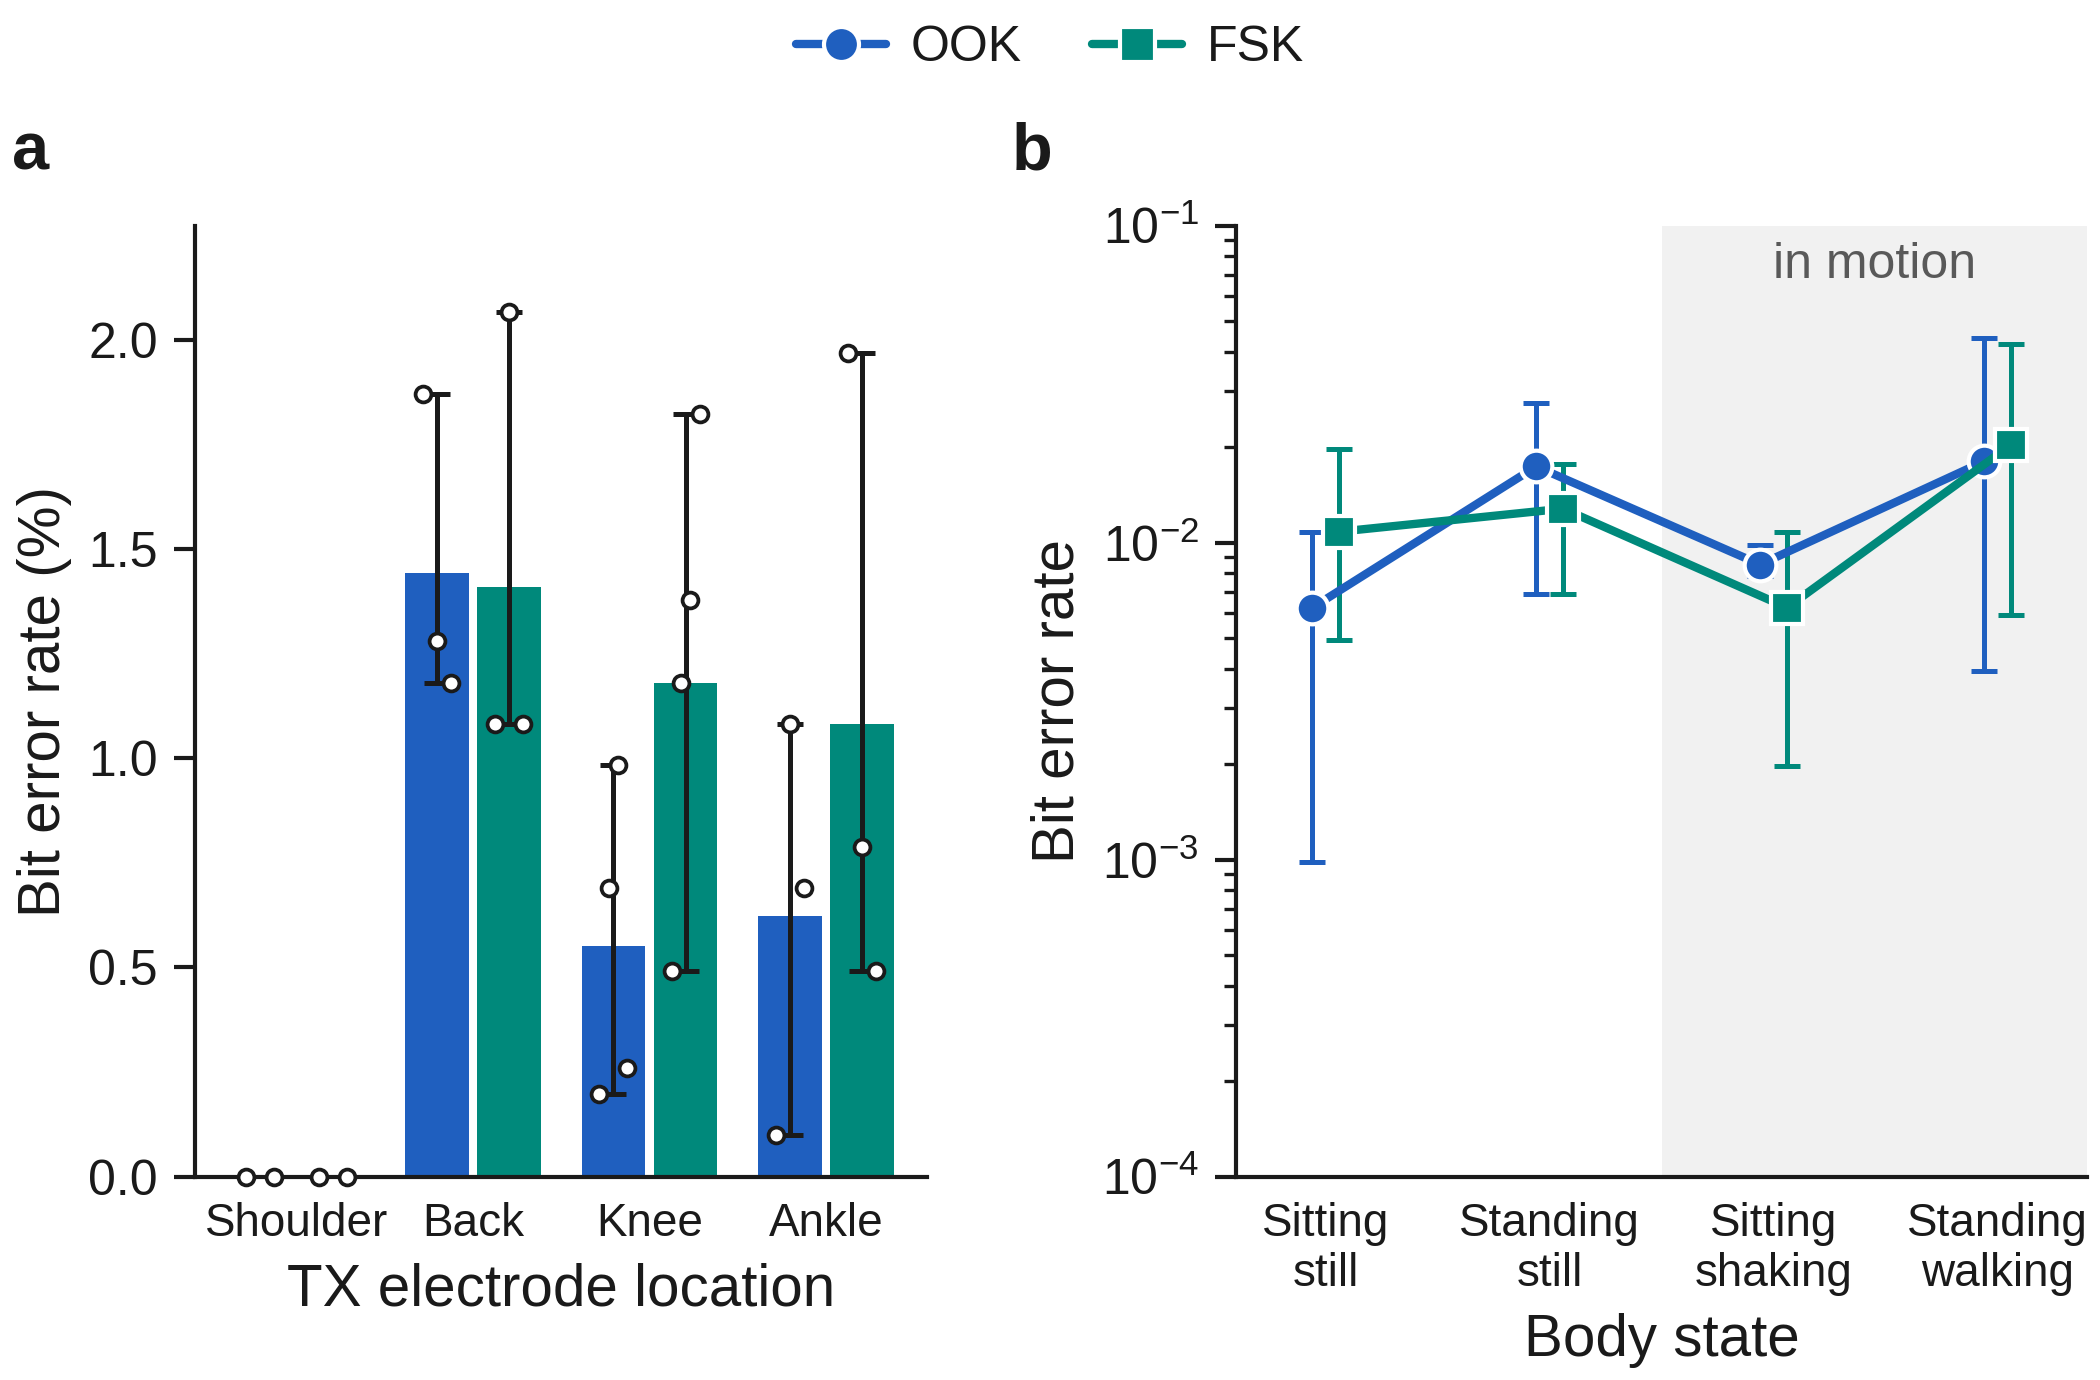 OOK FSK
a
b
Bit error rate (%)
2.0
1.5
1.0
0.5
0.0
Shoulder Back Knee Ankle
TX electrode location
Bit error rate
10⁻¹
10⁻²
10⁻³
10⁻⁴
in motion
Sitting still
Standing still
Sitting shaking
Standing walking
Body state